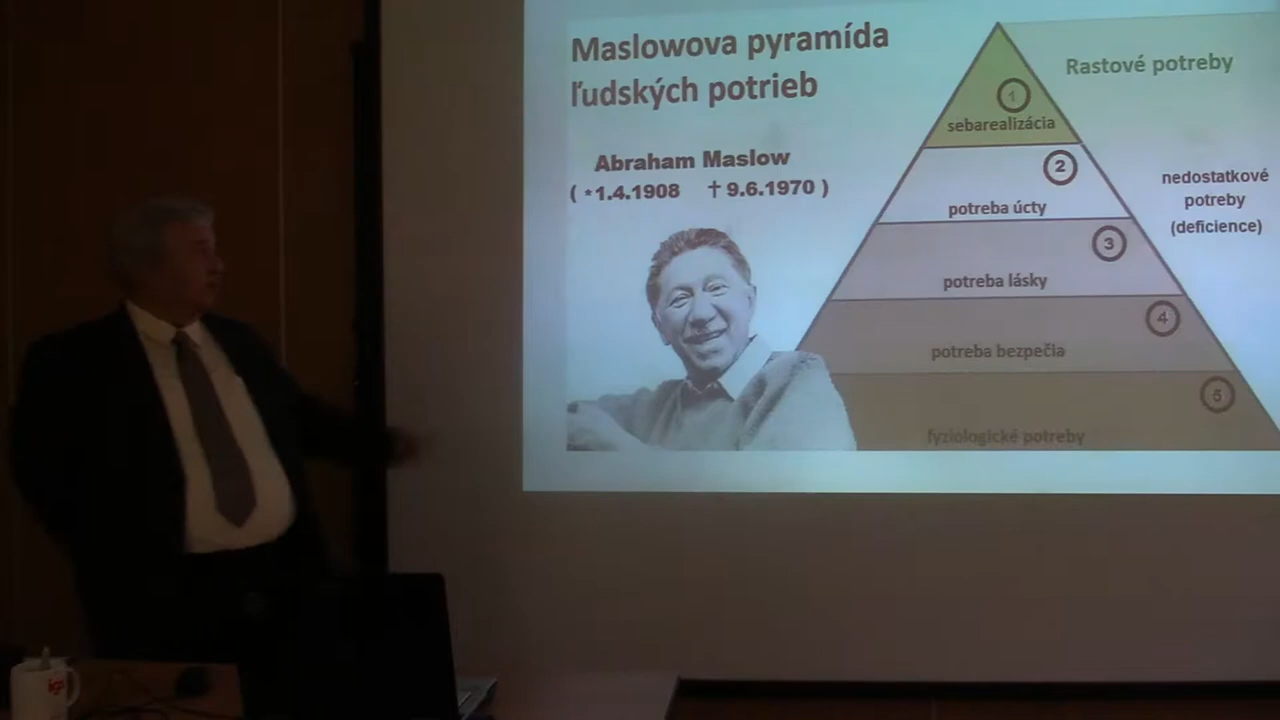 Maslowova pyramída
ľudských potrieb
Abraham Maslow
( *1.4.1908 ✝ 9.6.1970 )
Rastové potreby
1
sebarealizácia
2
potreba úcty
nedostatkové
potreby
(deficience)
3
potreba lásky
4
potreba bezpečia
5
fyziologické potreby